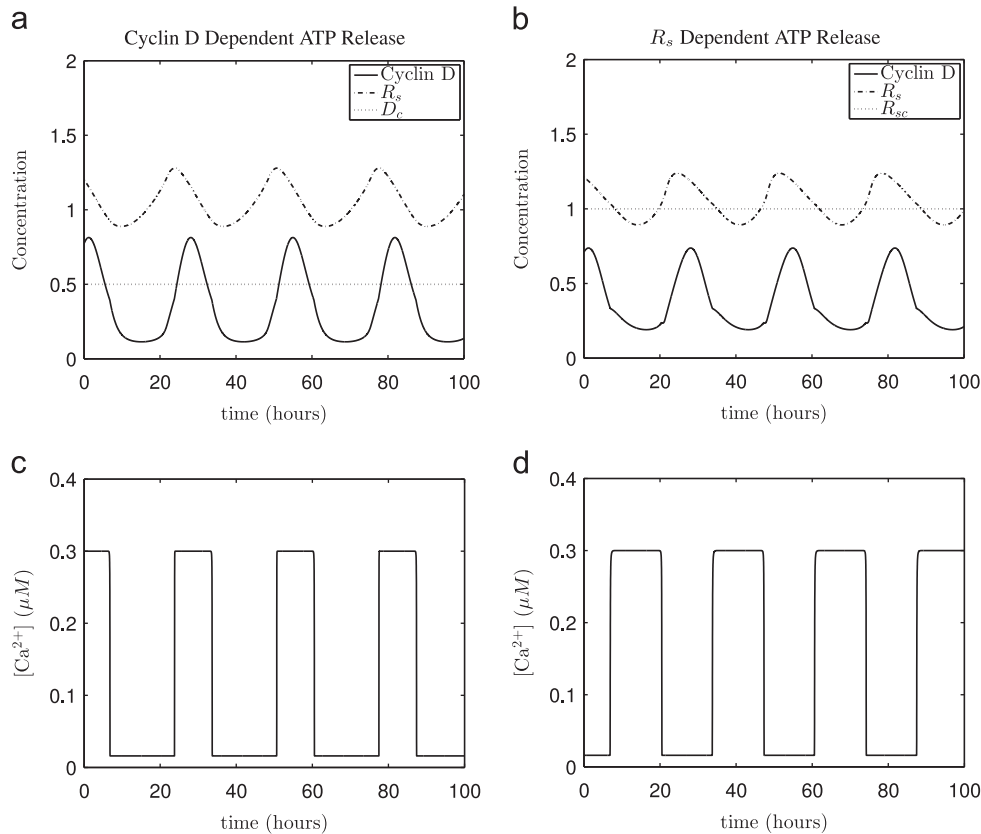 a
Cyclin D Dependent ATP Release
2
1.5
1
0.5
0
Concentration
Cyclin D
R_s
D_c
0 20 40 60 80 100
time (hours)
b
R_s Dependent ATP Release
2
1.5
1
0.5
0
Concentration
Cyclin D
R_s
R_sc
0 20 40 60 80 100
time (hours)
c
0.4
0.3
0.2
0.1
0
[Ca²⁺] (μM)
0 20 40 60 80 100
time (hours)
d
0.4
0.3
0.2
0.1
0
[Ca²⁺] (μM)
0 20 40 60 80 100
time (hours)